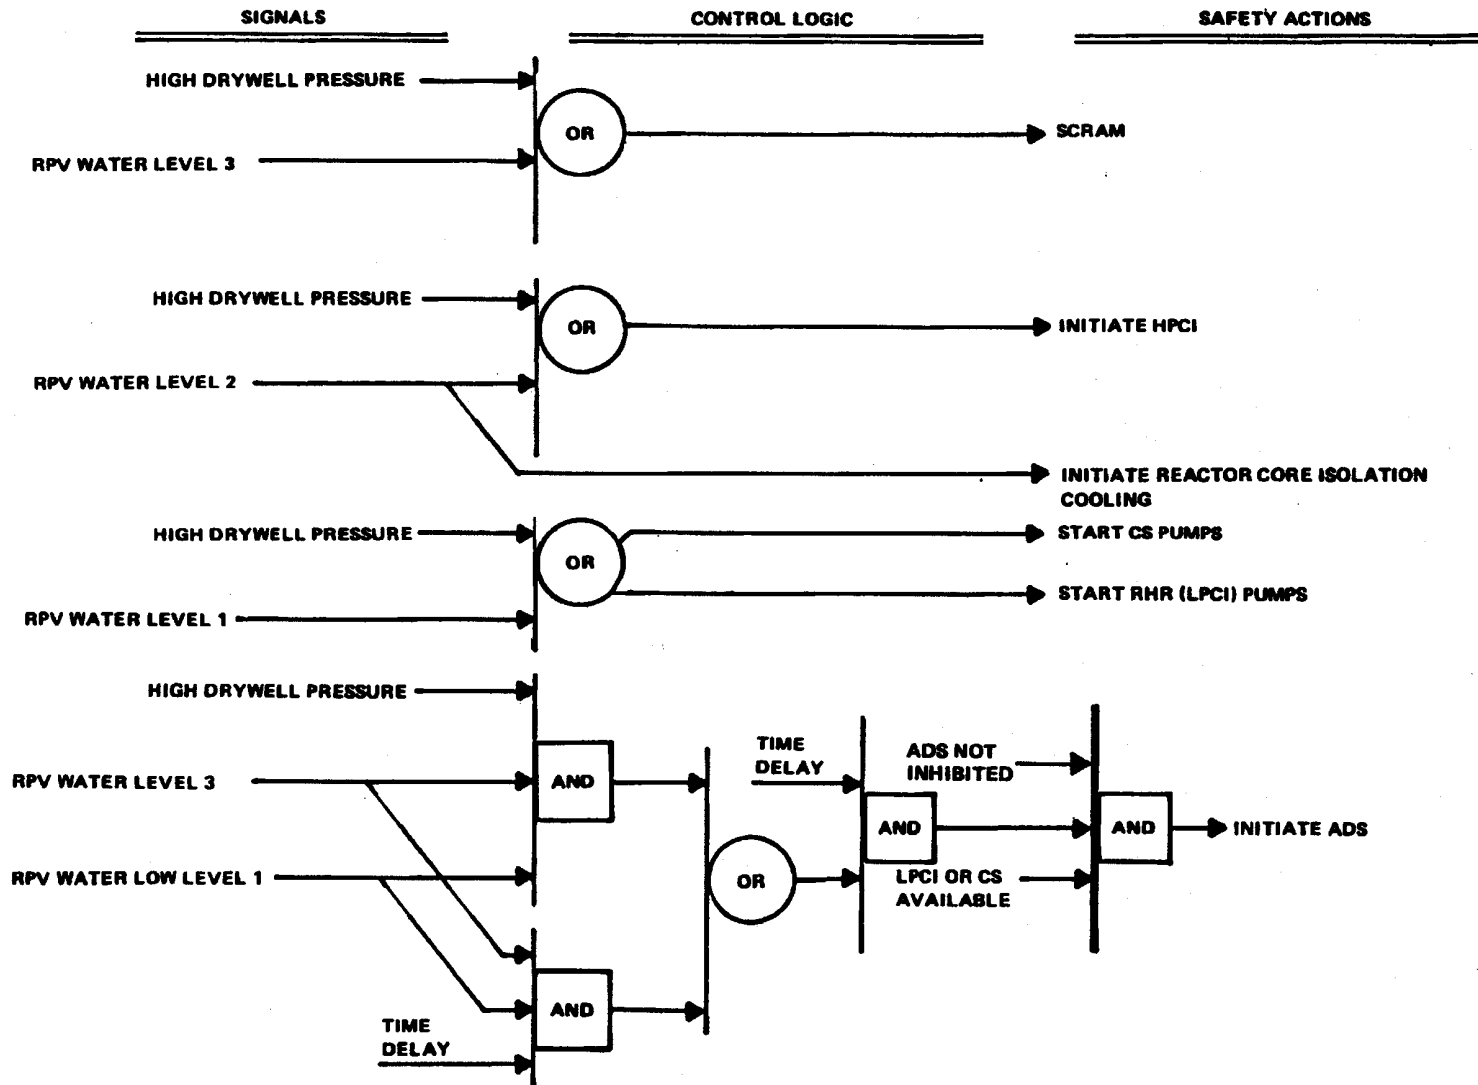 SIGNALS
CONTROL LOGIC
SAFETY ACTIONS
HIGH DRYWELL PRESSURE
OR
SCRAM
RPV WATER LEVEL 3
HIGH DRYWELL PRESSURE
OR
INITIATE HPCI
RPV WATER LEVEL 2
INITIATE REACTOR CORE ISOLATION
COOLING
HIGH DRYWELL PRESSURE
OR
START CS PUMPS
START RHR (LPCI) PUMPS
RPV WATER LEVEL 1
HIGH DRYWELL PRESSURE
RPV WATER LEVEL 3
AND
TIME
DELAY
ADS NOT
INHIBITED
RPV WATER LOW LEVEL 1
OR
AND
LPCI OR CS
AVAILABLE
AND
INITIATE ADS
AND
TIME
DELAY